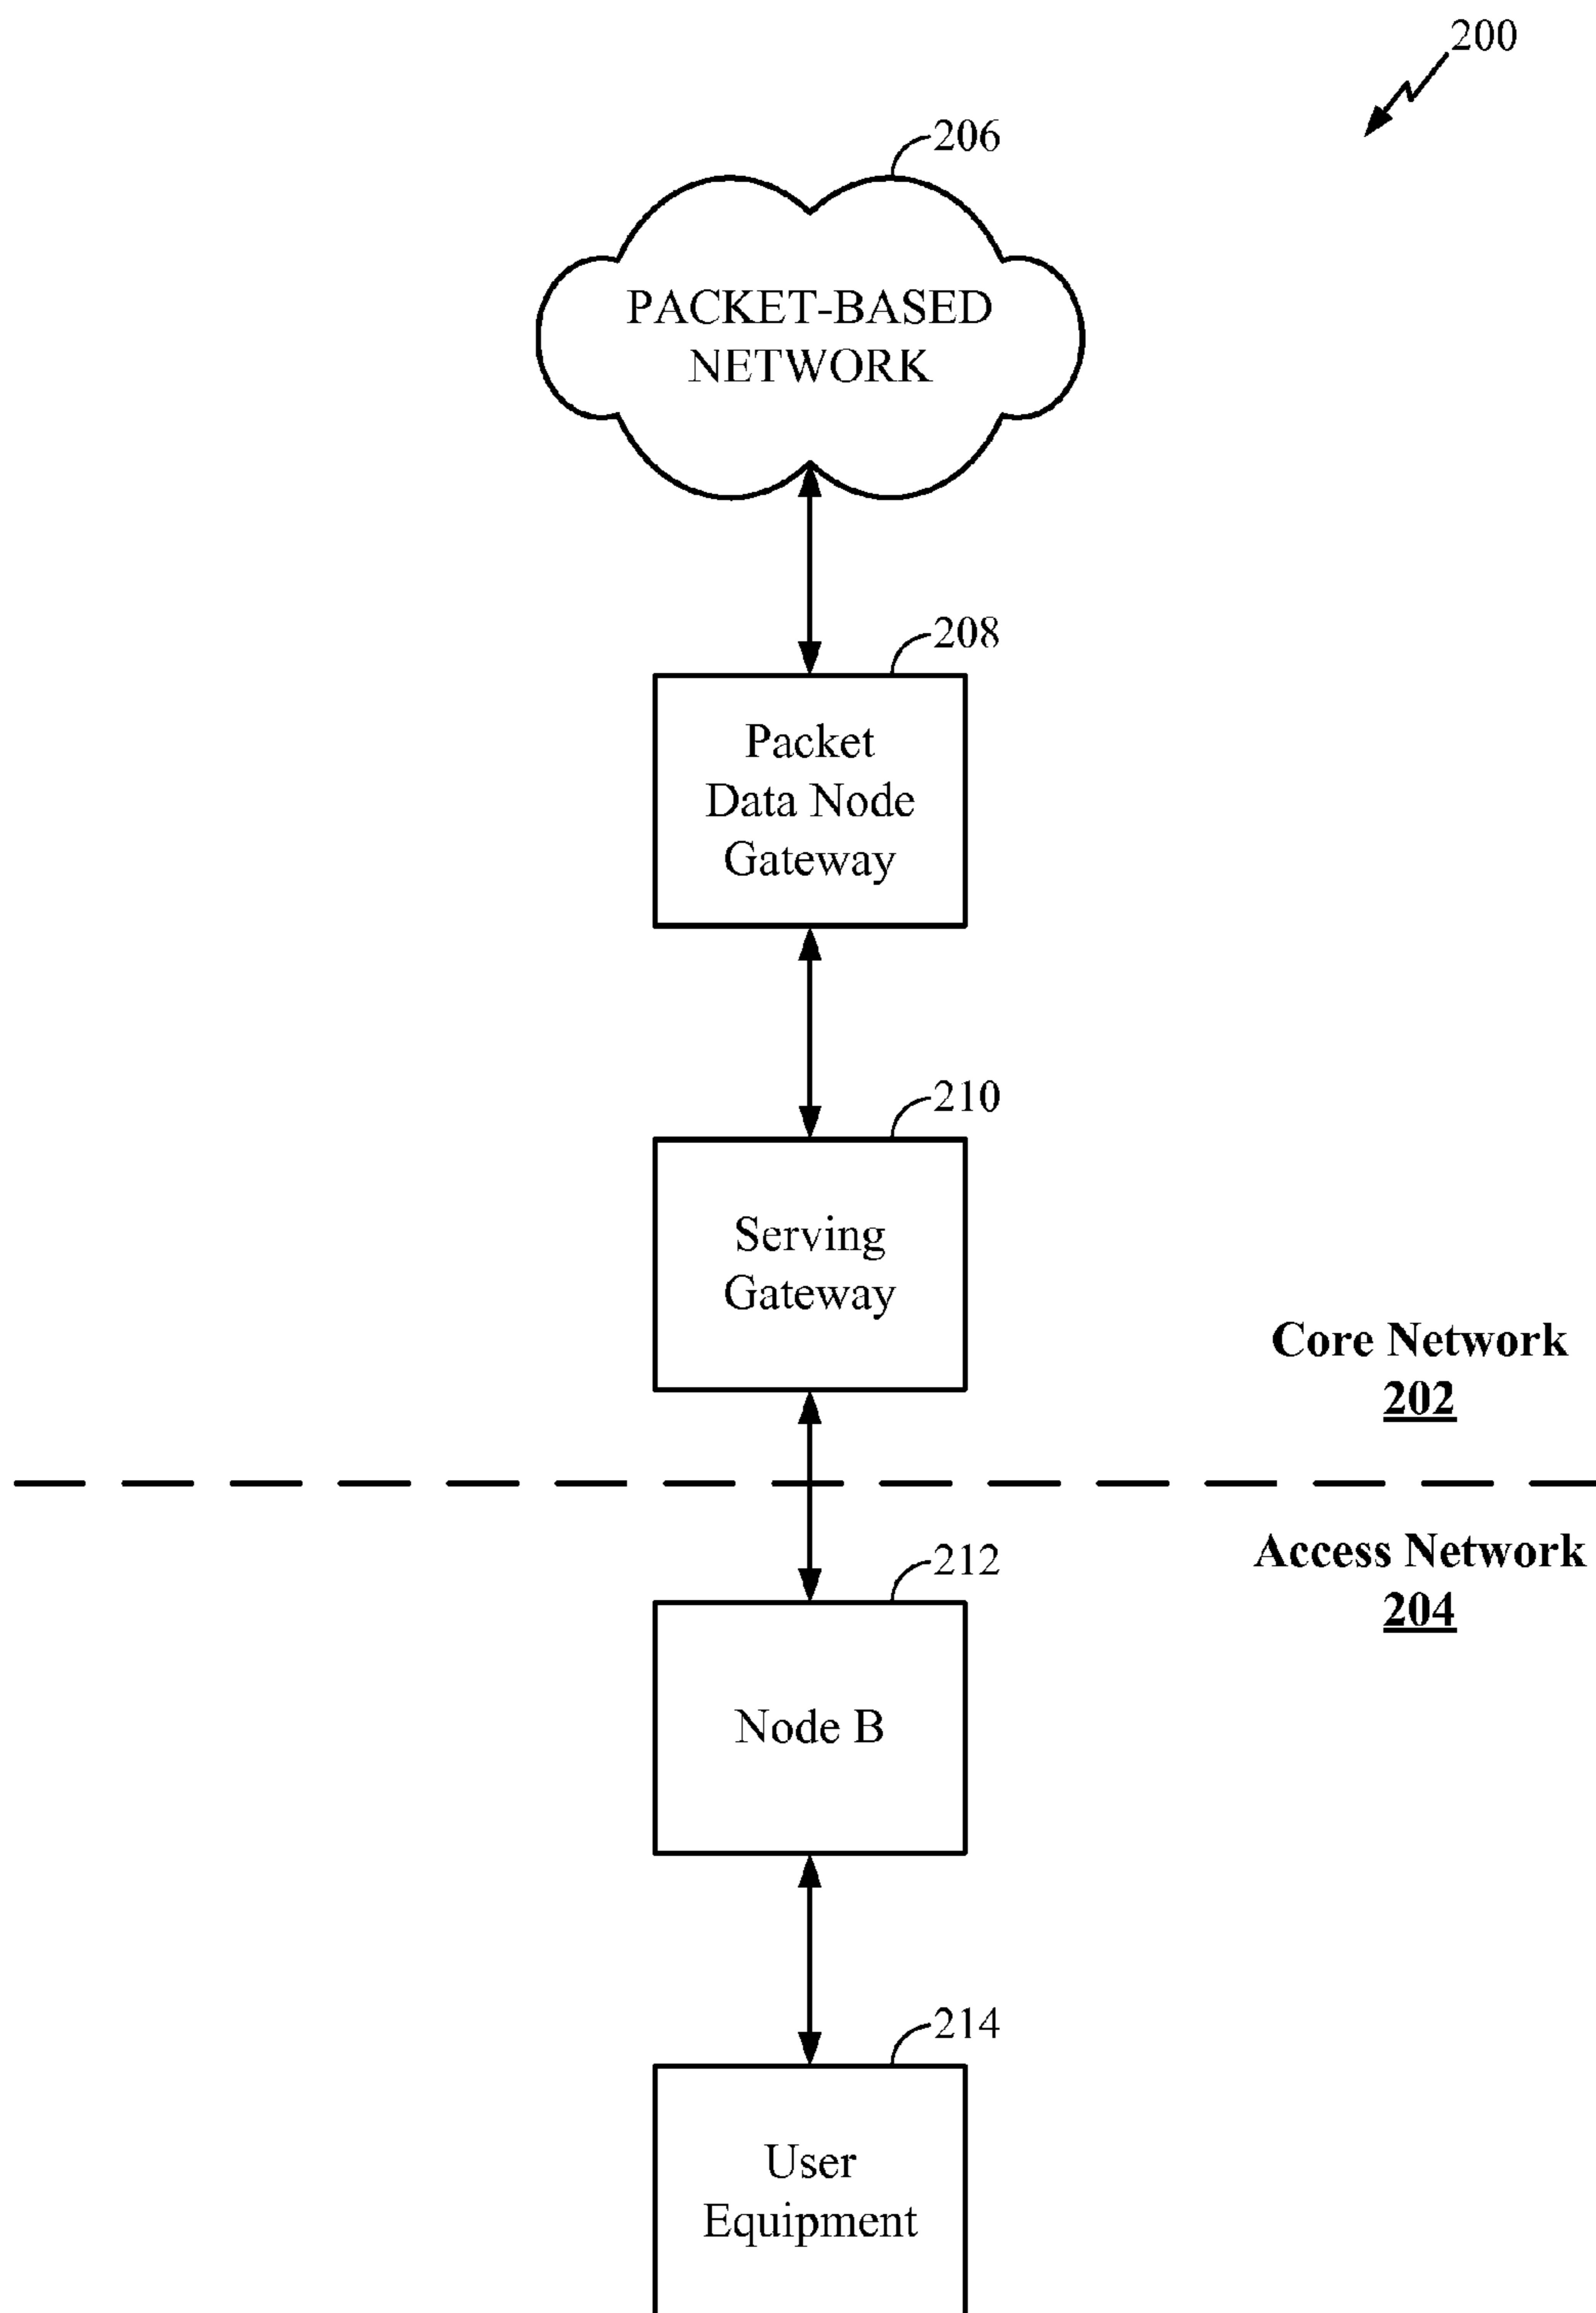 200
206
PACKET-BASED
NETWORK
208
Packet
Data Node
Gateway
210
Serving
Gateway
Core Network
202
Access Network
204
212
Node B
214
User
Equipment